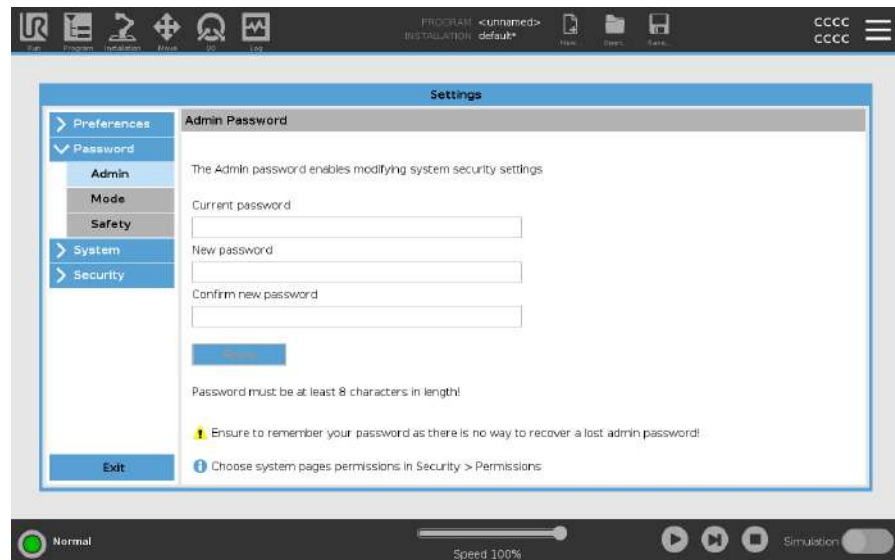 PROGRAM <unnamed>
INSTALLATION default*
UR
Run Program Installation Move I/O Log New... Open... Save...
CCCC
CCCC
Settings
Preferences
Password
Admin
Mode
Safety
System
Security
Exit
Admin Password
The Admin password enables modifying system security settings
Current password
New password
Confirm new password
Password must be at least 8 characters in length!
Ensure to remember your password as there is no way to recover a lost admin password!
Choose system pages permissions in Security > Permissions
Normal
Speed 100%
Simulation